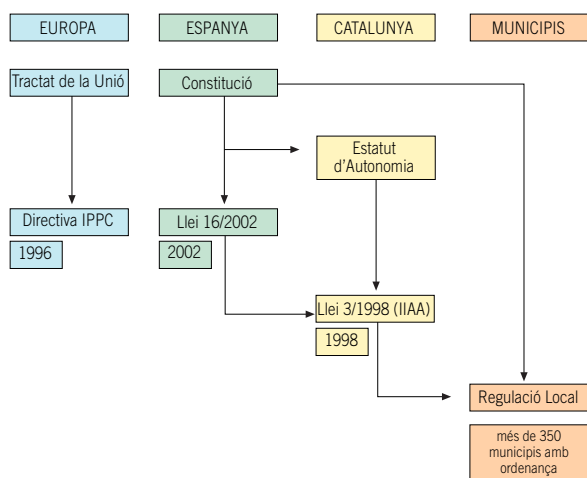 EUROPA
ESPANYA
CATALUNYA
MUNICIPIS
Tractat de la Unió
Constitució
Estatut
d'Autonomia
Directiva IPPC
1996
Llei 16/2002
2002
Llei 3/1998 (IIAA)
1998
Regulació Local
més de 350
municipis amb
ordenança